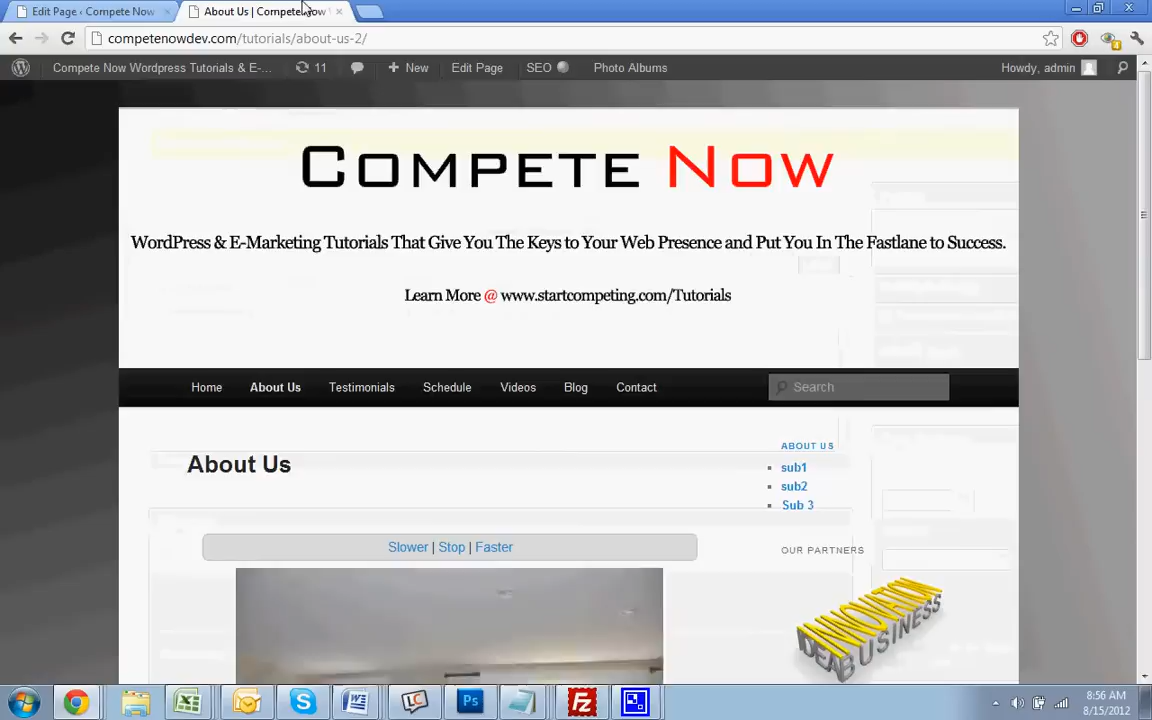 Edit Page ‹ Compete Now
About Us | Compete Now
competenowdev.com/tutorials/about-us-2/
4
Compete Now Wordpress Tutorials & E-... 11 New Edit Page SEO Photo Albums Howdy, admin
Compete Now
WordPress & E-Marketing Tutorials That Give You The Keys to Your Web Presence and Put You In The Fastlane to Success.
Learn More @ www.startcompeting.com/Tutorials
Home About Us Testimonials Schedule Videos Blog Contact Search
About Us
ABOUT US
sub1
sub2
Sub 3
Slower | Stop | Faster
OUR PARTNERS
INNOVATIV
IDEA BUSINESS
8:56 AM
8/15/2012